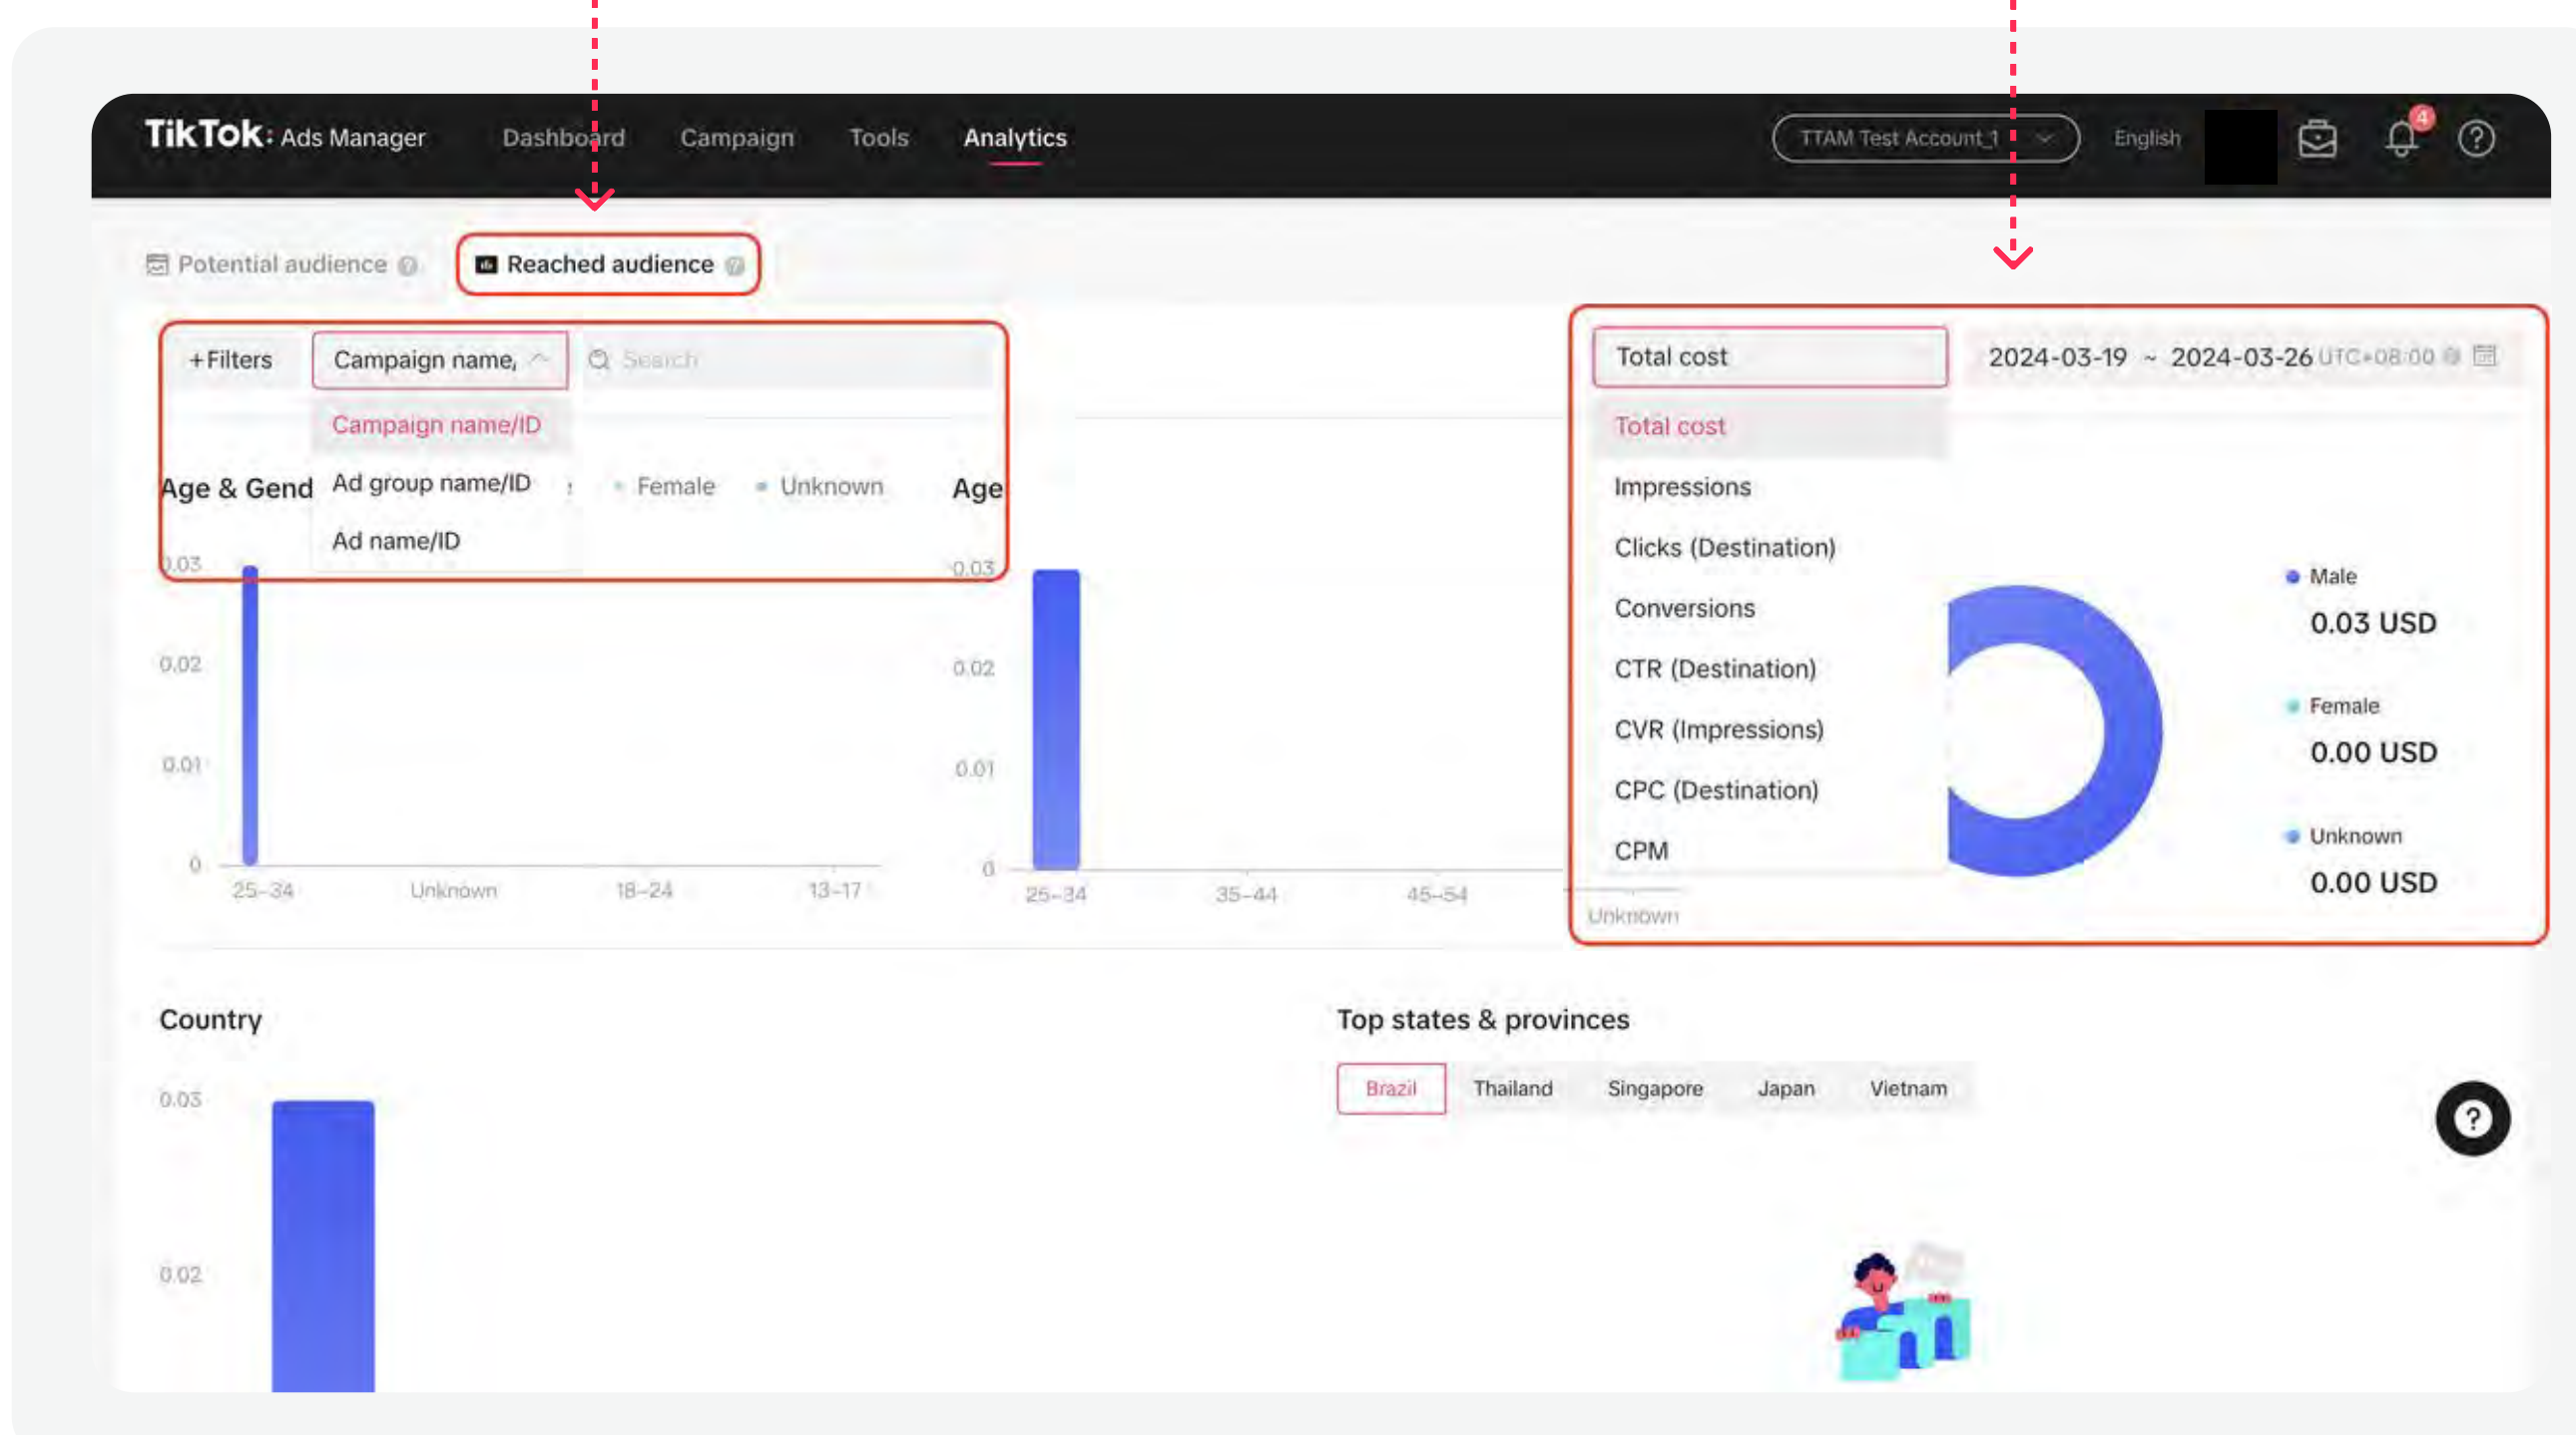 TikTok: Ads Manager Dashboard Campaign Tools Analytics TTAM Test Account_1 English 4 ?
Potential audience ? Reached audience ?
+Filters Campaign name, Search
Campaign name/ID
Ad group name/ID
Ad name/ID
Age & Gend Female Unknown
0.03
0.02
0.01
0
25–34 Unknown 18–24 13–17
Age
0.03
0.02
0.01
0
25–34 35–44 45–54 Unknown
Total cost 2024-03-19 ~ 2024-03-26 UTC+08:00
Total cost
Impressions
Clicks (Destination)
Conversions
CTR (Destination)
CVR (Impressions)
CPC (Destination)
CPM
Male
0.03 USD
Female
0.00 USD
Unknown
0.00 USD
Country
0.03
0.02
Top states & provinces
Brazil Thailand Singapore Japan Vietnam
?